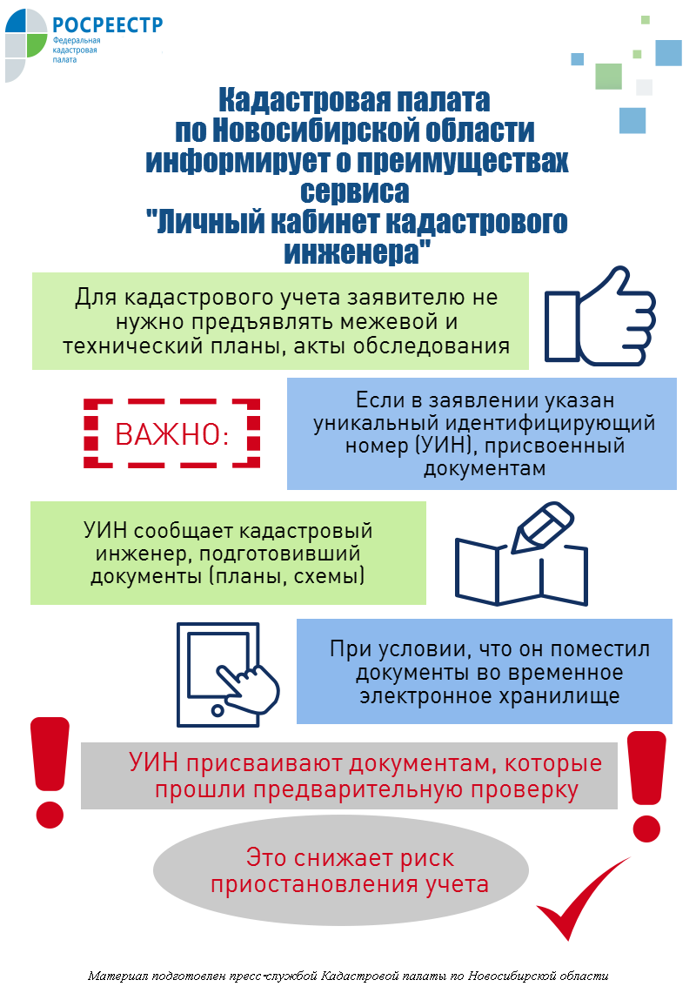 РОСРЕЕСТР
Федеральная
кадастровая
палата
Кадастровая палата
по Новосибирской области
информирует о преимуществах
сервиса
"Личный кабинет кадастрового
инженера"
Для кадастрового учета заявителю не
нужно предъявлять межевой и
технический планы, акты обследования
ВАЖНО:
Если в заявлении указан
уникальный идентифицирующий
номер (УИН), присвоенный
документам
УИН сообщает кадастровый
инженер, подготовивший
документы (планы, схемы)
При условии, что он поместил
документы во временное
электронное хранилище
УИН присваивают документам, которые
прошли предварительную проверку
Это снижает риск
приостановления учета
Материал подготовлен пресс-службой Кадастровой палаты по Новосибирской области